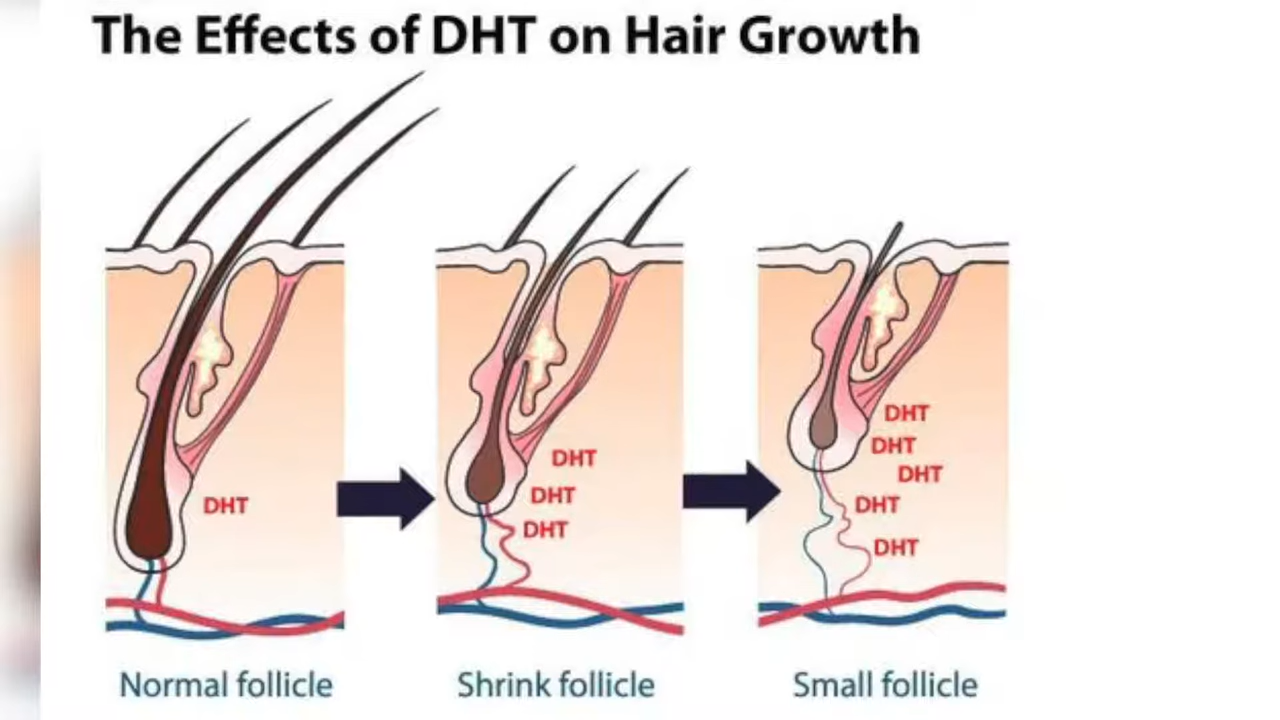 The Effects of DHT on Hair Growth
DHT
DHT
DHT
DHT
DHT
DHT
DHT
DHT
DHT
Normal follicle
Shrink follicle
Small follicle